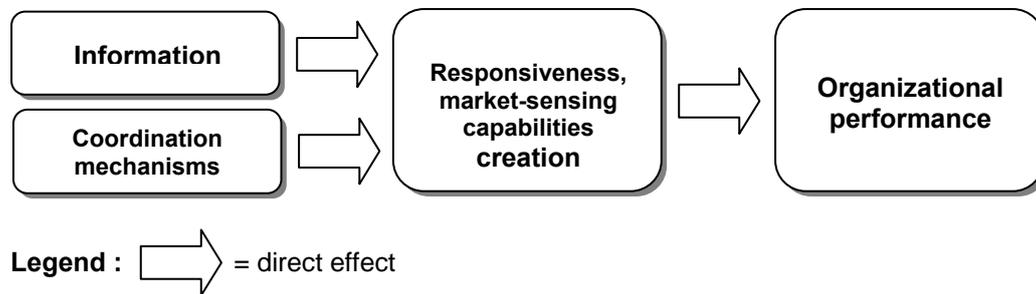 Information
Coordination
mechanisms
Responsiveness,
market-sensing
capabilities
creation
Organizational
performance
Legend : = direct effect